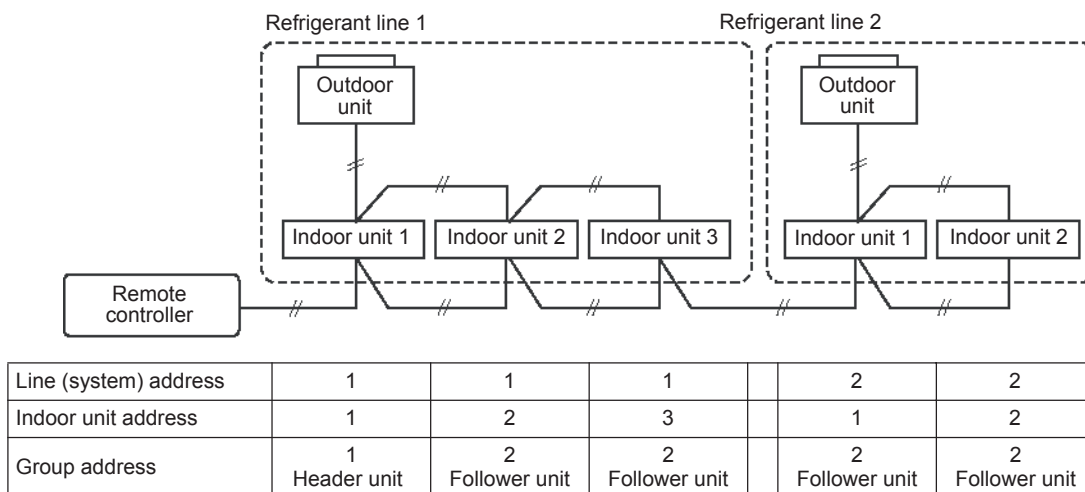 Refrigerant line 1
Refrigerant line 2
Outdoor
unit
Outdoor
unit
Indoor unit 1
Indoor unit 2
Indoor unit 3
Indoor unit 1
Indoor unit 2
Remote
controller
Line (system) address 1 1 1 2 2
Indoor unit address 1 2 3 1 2
Group address
1 2 2 2 2
Header unit Follower unit Follower unit Follower unit Follower unit